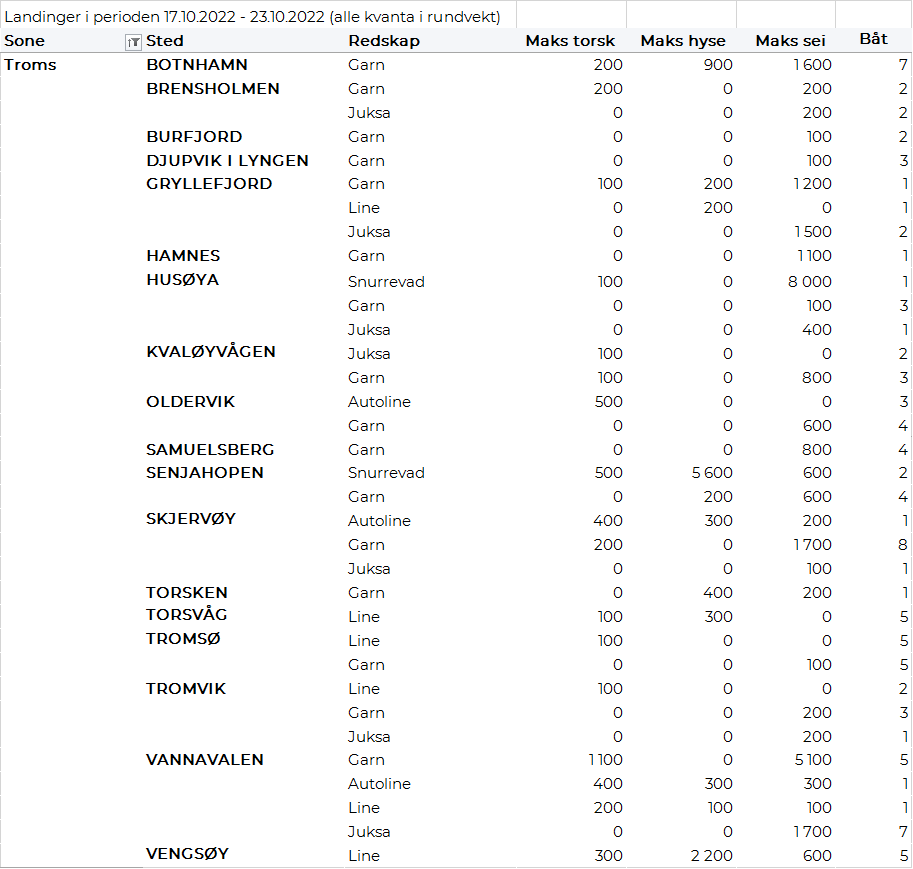 Landinger i perioden 17.10.2022 - 23.10.2022 (alle kvanta i rundvekt)
Sone Sted Redskap Maks torsk Maks hyse Maks sei Båt
Troms BOTNHAMN Garn 200 900 1 600 7
BRENSHOLMEN Garn 200 0 200 2
Juksa 0 0 200 2
BURFJORD Garn 0 0 100 2
DJUPVIK I LYNGEN Garn 0 0 100 3
GRYLLEFJORD Garn 100 200 1 200 1
Line 0 200 0 1
Juksa 0 0 1 500 2
HAMNES Garn 0 0 1 100 1
HUSØYA Snurrevad 100 0 8 000 1
Garn 0 0 100 3
Juksa 0 0 400 1
KVALØYVÅGEN Juksa 100 0 0 2
Garn 100 0 800 3
OLDERVIK Autoline 500 0 0 3
Garn 0 0 600 4
SAMUELSBERG Garn 0 0 800 4
SENJAHOPEN Snurrevad 500 5 600 600 2
Garn 0 200 600 4
SKJERVØY Autoline 400 300 200 1
Garn 200 0 1 700 8
Juksa 0 0 100 1
TORSKEN Garn 0 400 200 1
TORSVÅG Line 100 300 0 5
TROMSØ Line 100 0 0 5
Garn 0 0 100 5
TROMVIK Line 100 0 0 2
Garn 0 0 200 3
Juksa 0 0 200 1
VANNAVALEN Garn 1 100 0 5 100 5
Autoline 400 300 300 1
Line 200 100 100 1
Juksa 0 0 1 700 7
VENGSØY Line 300 2 200 600 5